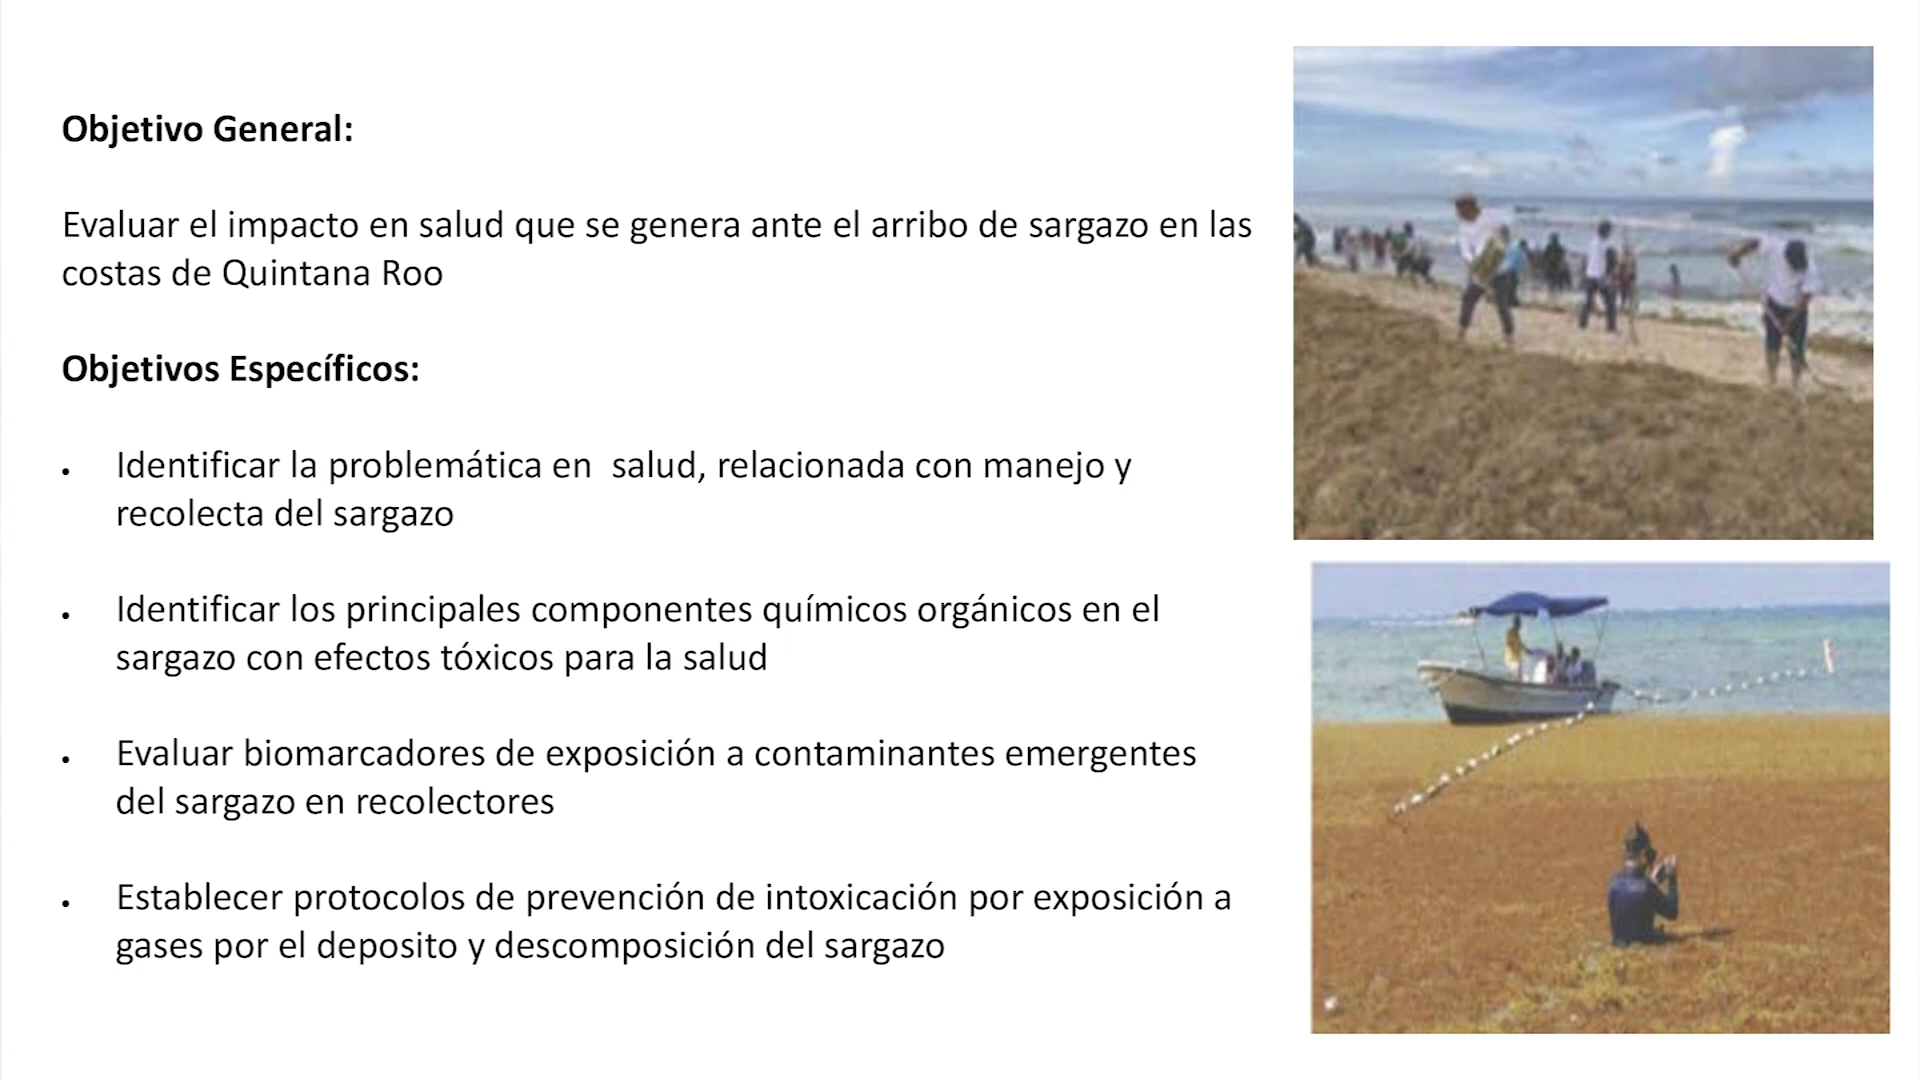 Objetivo General:
Evaluar el impacto en salud que se genera ante el arribo de sargazo en las
costas de Quintana Roo
Objetivos Específicos:
• Identificar la problemática en  salud, relacionada con manejo y
recolecta del sargazo
• Identificar los principales componentes químicos orgánicos en el
sargazo con efectos tóxicos para la salud
• Evaluar biomarcadores de exposición a contaminantes emergentes
del sargazo en recolectores
• Establecer protocolos de prevención de intoxicación por exposición a
gases por el deposito y descomposición del sargazo